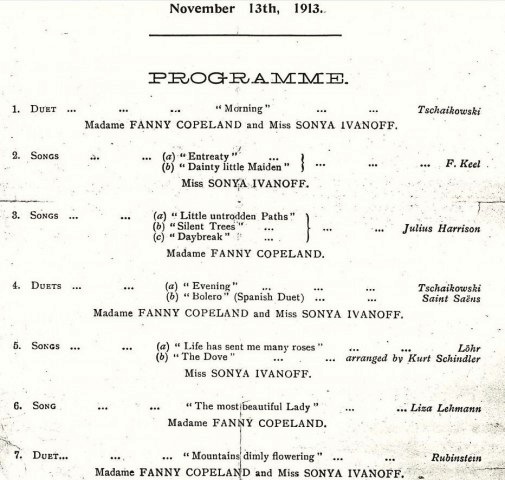 November 13th, 1913.
PROGRAMME.
1. DUET ... ... ... "Morning" ... ... Tschaikowski
Madame FANNY COPELAND and Miss SONYA IVANOFF.
2. SONGS ... ... (a) "Entreaty" ... ... F. Keel
(b) "Dainty little Maiden"
Miss SONYA IVANOFF.
3. SONGS ... ... (a) "Little untrodden Paths"
(b) "Silent Trees" ... ... ... Julius Harrison
(c) "Daybreak" ...
Madame FANNY COPELAND.
4. DUETS ... (a) "Evening" ... ... ... Tschaikowski
(b) "Bolero" (Spanish Duet) ... ... Saint Saëns
Madame FANNY COPELAND and Miss SONYA IVANOFF.
5. SONGS ... ... (a) "Life has sent me many roses" ... ... Löhr
(b) "The Dove" ... ... arranged by Kurt Schindler
Miss SONYA IVANOFF.
6. SONG ... ... "The most beautiful Lady" ... ... Liza Lehmann
Madame FANNY COPELAND.
7. DUET... ... ... "Mountains dimly flowering" ... ... Rubinstein
Madame FANNY COPELAND and Miss SONYA IVANOFF.